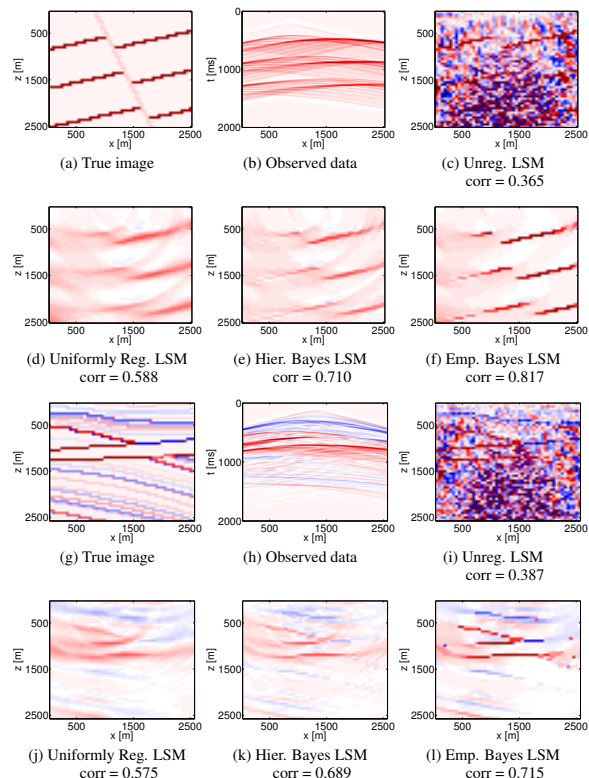 500
1500
2500
z [m]
500 1500 2500
x [m]
(a) True image
0
1000
2000
t [ms]
500 1500 2500
x [m]
(b) Observed data
500
1500
2500
z [m]
500 1500 2500
x [m]
(c) Unreg. LSM
corr = 0.365
500
1500
2500
z [m]
500 1500 2500
x [m]
(d) Uniformly Reg. LSM
corr = 0.588
500
1500
2500
z [m]
500 1500 2500
x [m]
(e) Hier. Bayes LSM
corr = 0.710
500
1500
2500
z [m]
500 1500 2500
x [m]
(f) Emp. Bayes LSM
corr = 0.817
500
1500
2500
z [m]
500 1500 2500
x [m]
(g) True image
0
1000
2000
t [ms]
500 1500 2500
x [m]
(h) Observed data
500
1500
2500
z [m]
500 1500 2500
x [m]
(i) Unreg. LSM
corr = 0.387
500
1500
2500
z [m]
500 1500 2500
x [m]
(j) Uniformly Reg. LSM
corr = 0.575
500
1500
2500
z [m]
500 1500 2500
x [m]
(k) Hier. Bayes LSM
corr = 0.689
500
1500
2500
z [m]
500 1500 2500
x [m]
(l) Emp. Bayes LSM
corr = 0.715